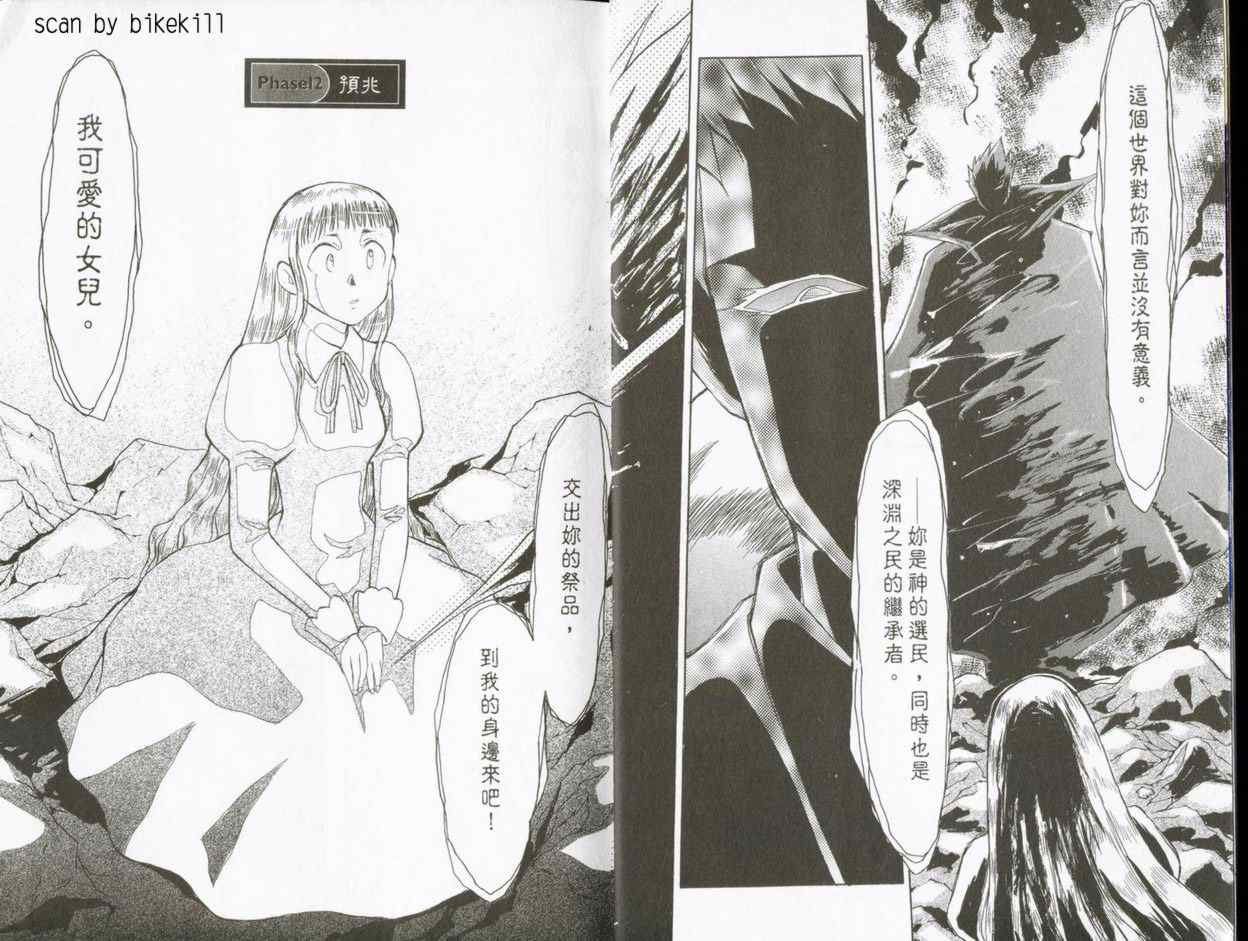 scan by bikekill
這個世界對妳而言並沒有意義。
——妳是神的選民，同時也是
深淵之民的繼承者。
Phase12 預兆
交出妳的祭品，
到我的身邊來吧！
我可愛的女兒。